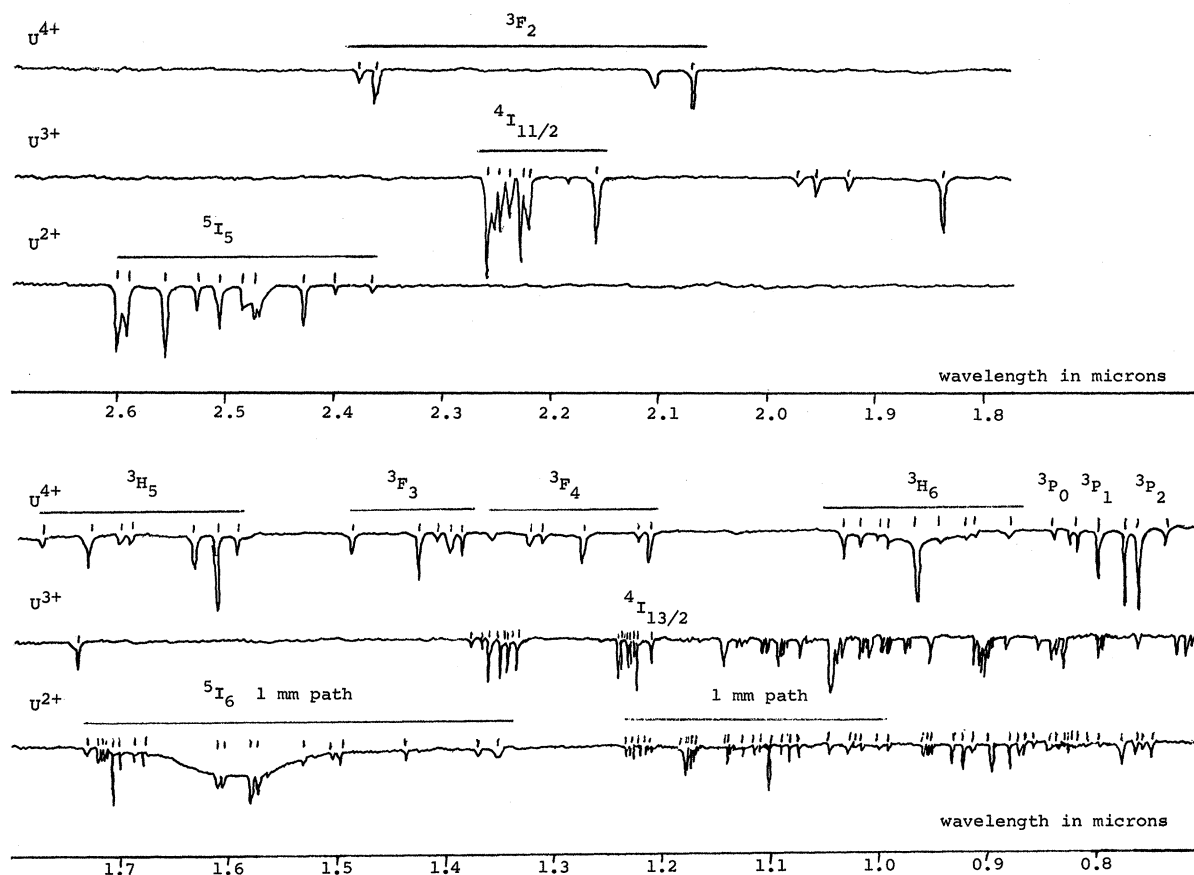 ³F₂
U⁴⁺
⁴I₁₁/₂
U³⁺
⁵I₅
U²⁺
wavelength in microns
2.6 2.5 2.4 2.3 2.2 2.1 2.0 1.9 1.8
³H₅ ³F₃ ³F₄ ³H₆ ³P₀ ³P₁ ³P₂
U⁴⁺
U³⁺
⁴I₁₃/₂
⁵I₆ 1 mm path 1 mm path
U²⁺
wavelength in microns
1.7 1.6 1.5 1.4 1.3 1.2 1.1 1.0 0.9 0.8